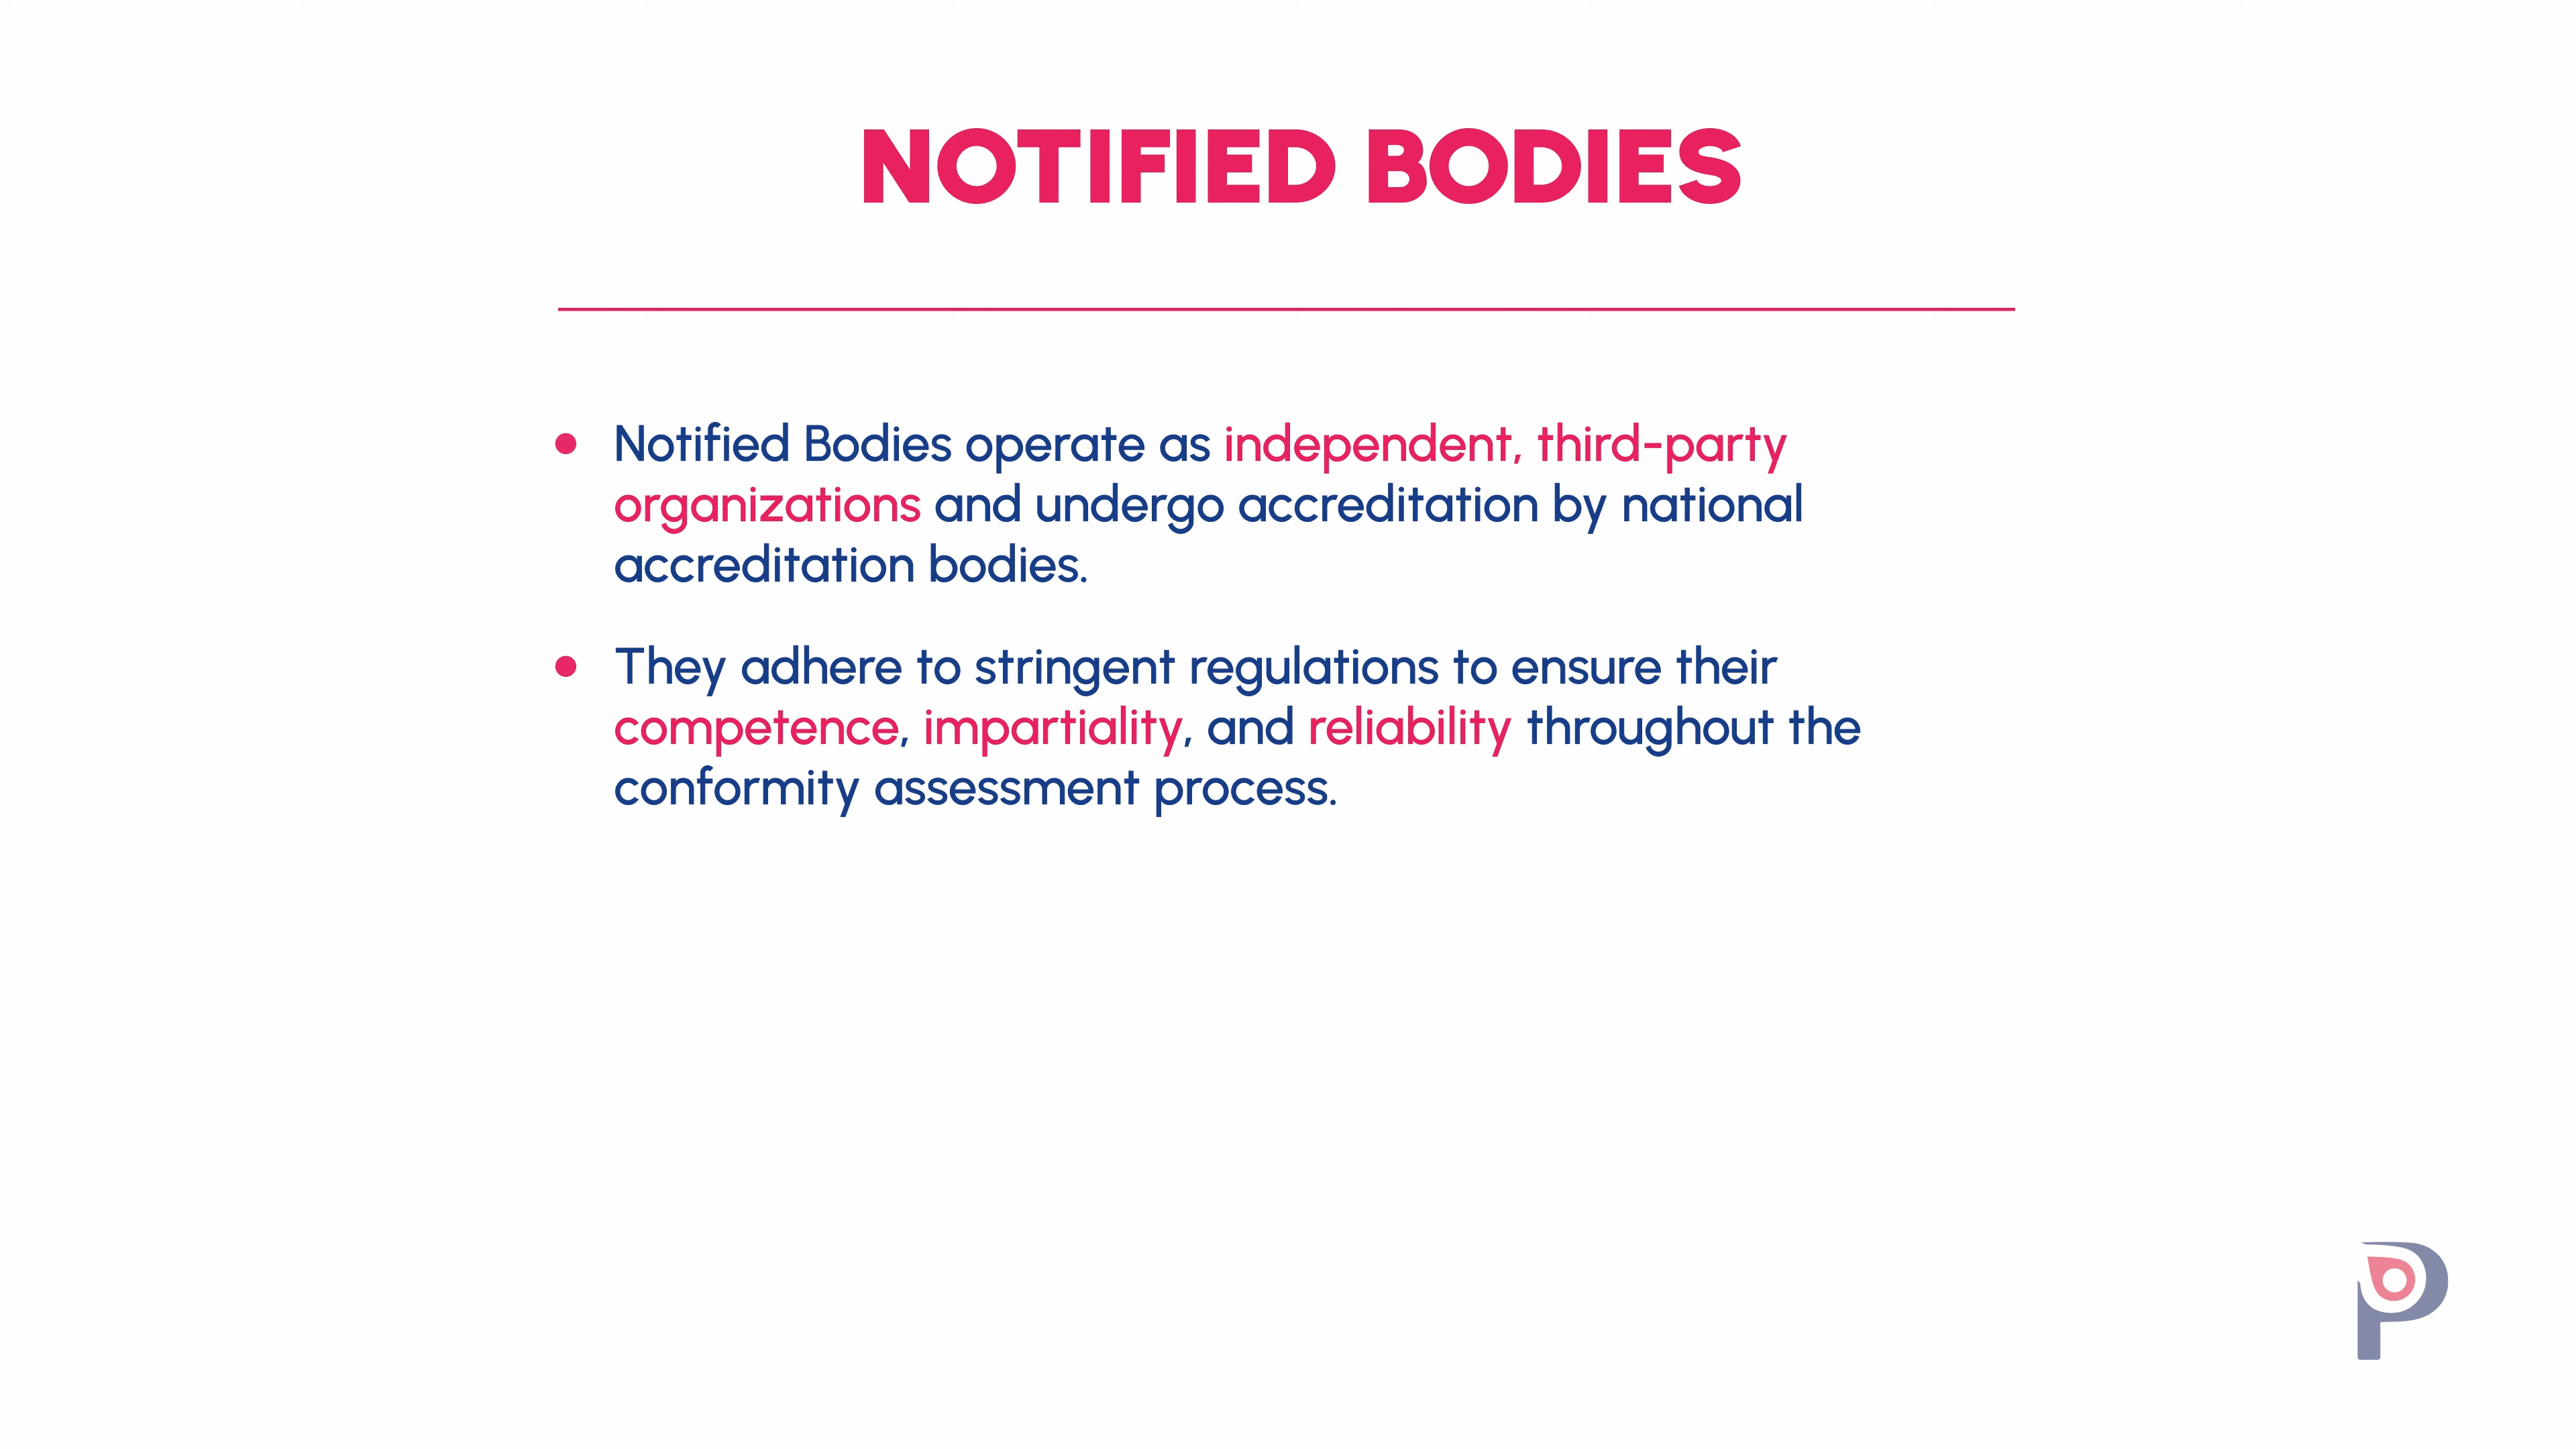 NOTIFIED BODIES
• Notified Bodies operate as independent, third-party
organizations and undergo accreditation by national
accreditation bodies.
• They adhere to stringent regulations to ensure their
competence, impartiality, and reliability throughout the
conformity assessment process.